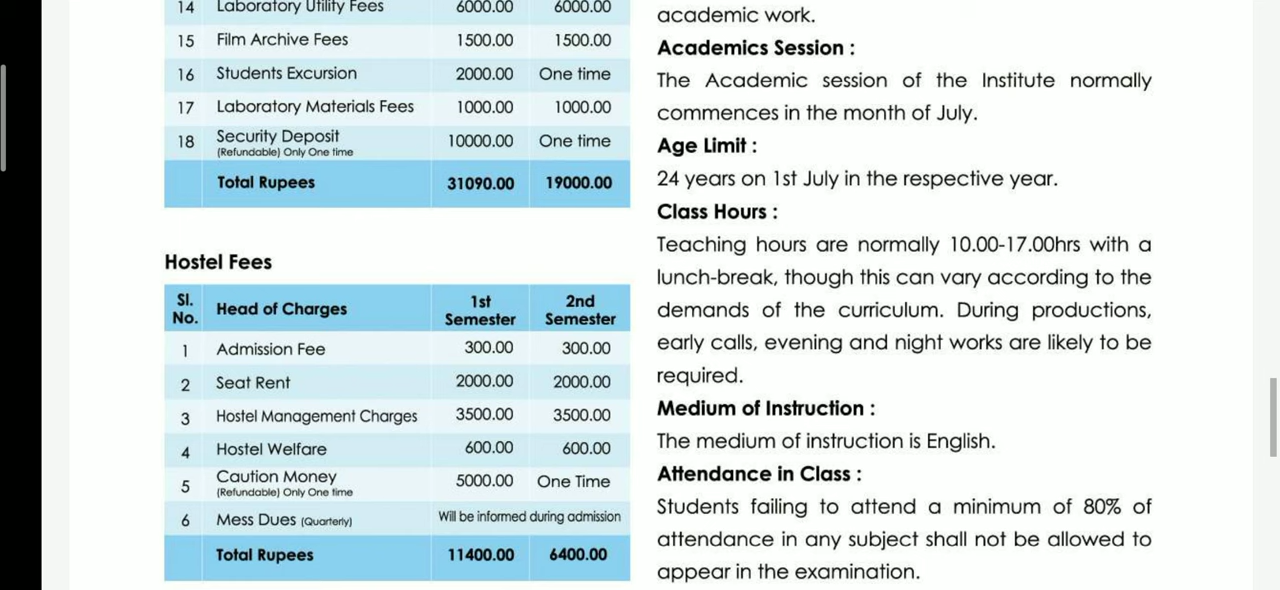 14 Laboratory Utility Fees 6000.00 6000.00
15 Film Archive Fees 1500.00 1500.00
16 Students Excursion 2000.00 One time
17 Laboratory Materials Fees 1000.00 1000.00
18 Security Deposit 10000.00 One time
(Refundable) Only One time
Total Rupees 31090.00 19000.00
Hostel Fees
Sl. No. Head of Charges 1st Semester 2nd Semester
1 Admission Fee 300.00 300.00
2 Seat Rent 2000.00 2000.00
3 Hostel Management Charges 3500.00 3500.00
4 Hostel Welfare 600.00 600.00
5 Caution Money 5000.00 One Time
(Refundable) Only One time
6 Mess Dues (Quarterly) Will be informed during admission
Total Rupees 11400.00 6400.00
academic work.
Academics Session :
The Academic session of the Institute normally
commences in the month of July.
Age Limit :
24 years on 1st July in the respective year.
Class Hours :
Teaching hours are normally 10.00-17.00hrs with a
lunch-break, though this can vary according to the
demands of the curriculum. During productions,
early calls, evening and night works are likely to be
required.
Medium of Instruction :
The medium of instruction is English.
Attendance in Class :
Students failing to attend a minimum of 80% of
attendance in any subject shall not be allowed to
appear in the examination.